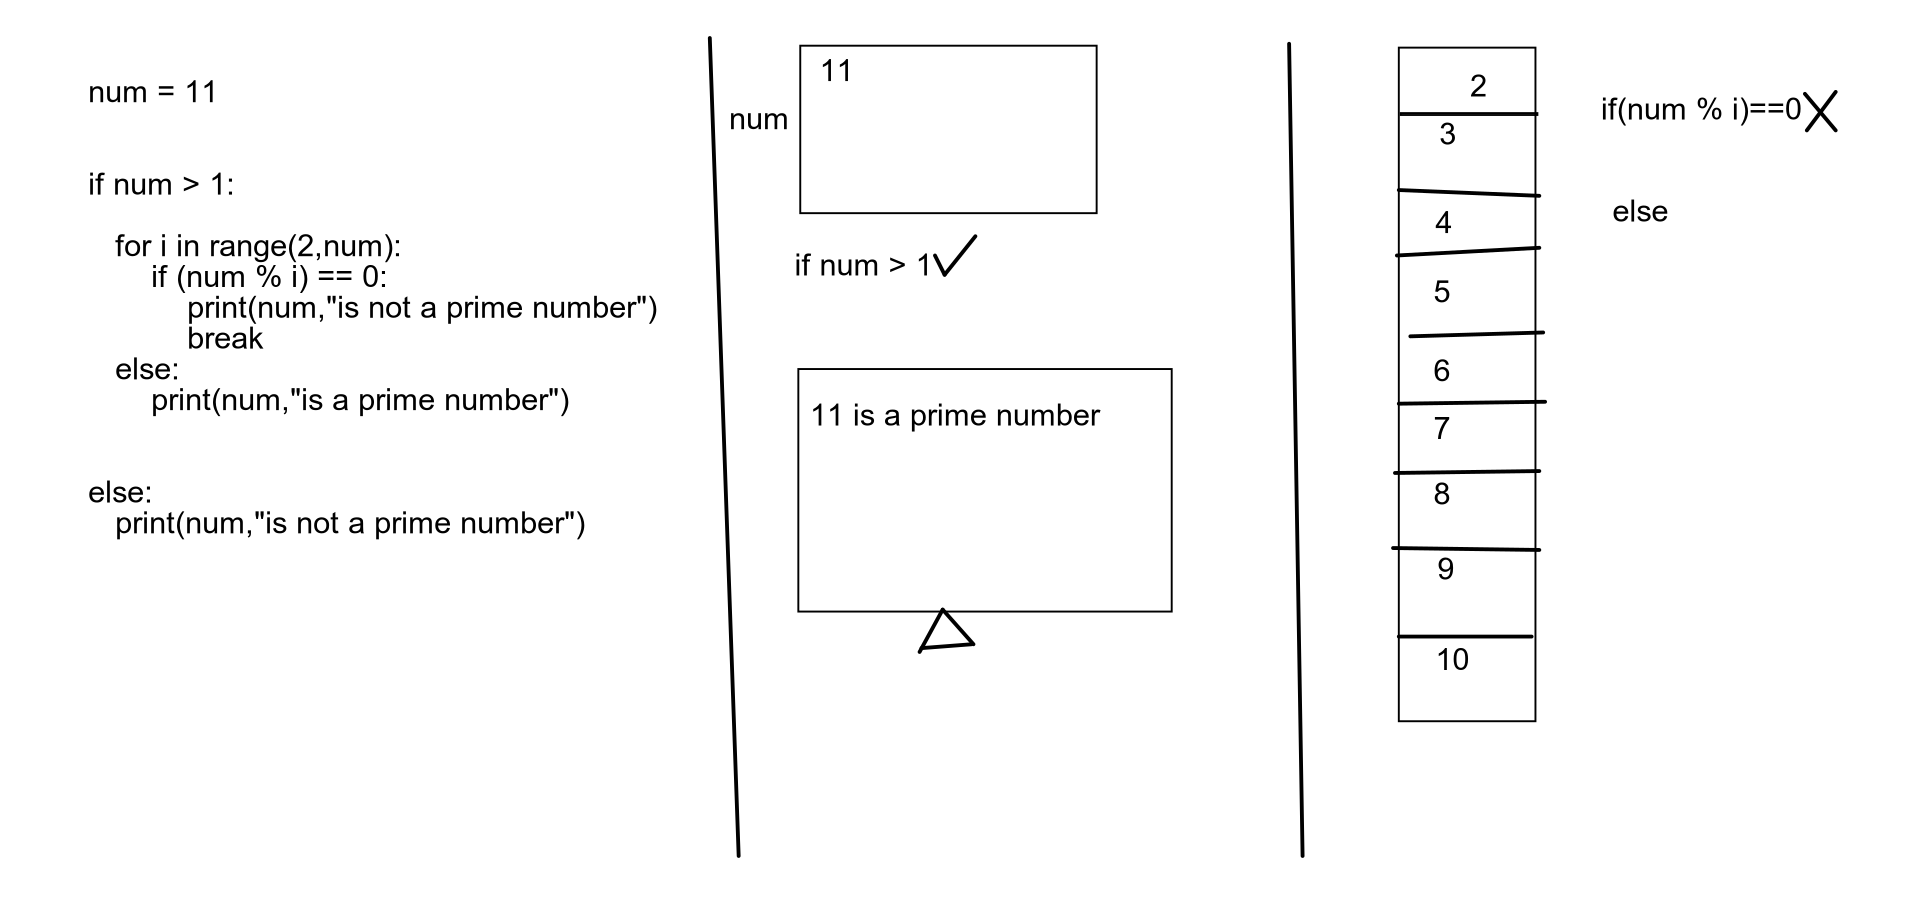 num = 11
if num > 1:
for i in range(2,num):
if (num % i) == 0:
print(num,"is not a prime number")
break
else:
print(num,"is a prime number")
else:
print(num,"is not a prime number")
11
num
if num > 1
11 is a prime number
2
3
4
5
6
7
8
9
10
if(num % i)==0
else